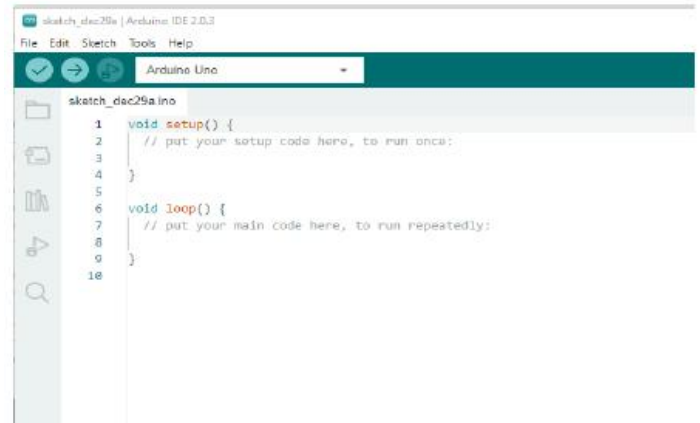 sketch_dec29a | Arduino IDE 2.0.3
File Edit Sketch Tools Help
Arduino Uno
sketch_dec29a.ino
1 void setup() {
2 // put your setup code here, to run once:
3
4 }
5
6 void loop() {
7 // put your main code here, to run repeatedly:
8
9 }
10